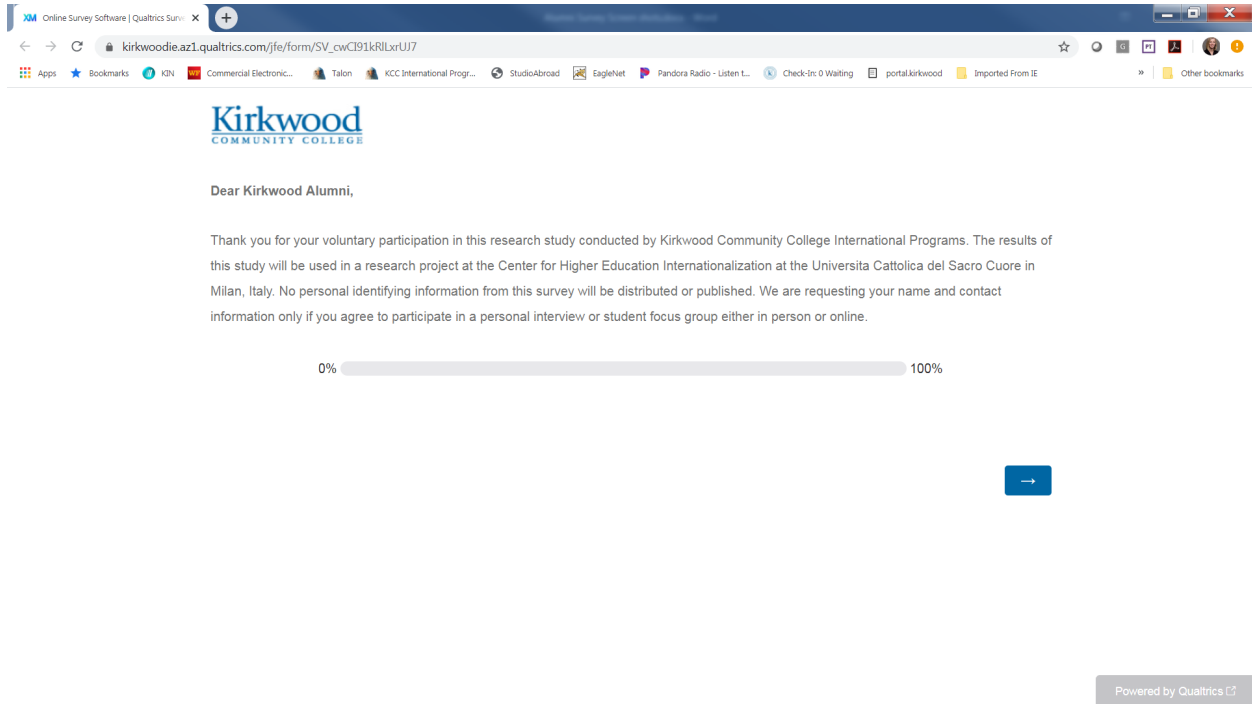 XM Online Survey Software | Qualtrics Surv
kirkwoodie.az1.qualtrics.com/jfe/form/
Apps Bookmarks KIN WF Commercial Electronic... Talon KCC International Progr... StudioAbroad EagleNet Pandora Radio - Listen t... Check-In: 0 Waiting portal.kirkwood Imported From IE » Other bookmarks
Kirkwood
COMMUNITY COLLEGE
Dear Kirkwood Alumni,
Thank you for your voluntary participation in this research study conducted by Kirkwood Community College International Programs. The results of
this study will be used in a research project at the Center for Higher Education Internationalization at the Universita Cattolica del Sacro Cuore in
Milan, Italy. No personal identifying information from this survey will be distributed or published. We are requesting your name and contact
information only if you agree to participate in a personal interview or student focus group either in person or online.
0% 100%
→
Powered by Qualtrics